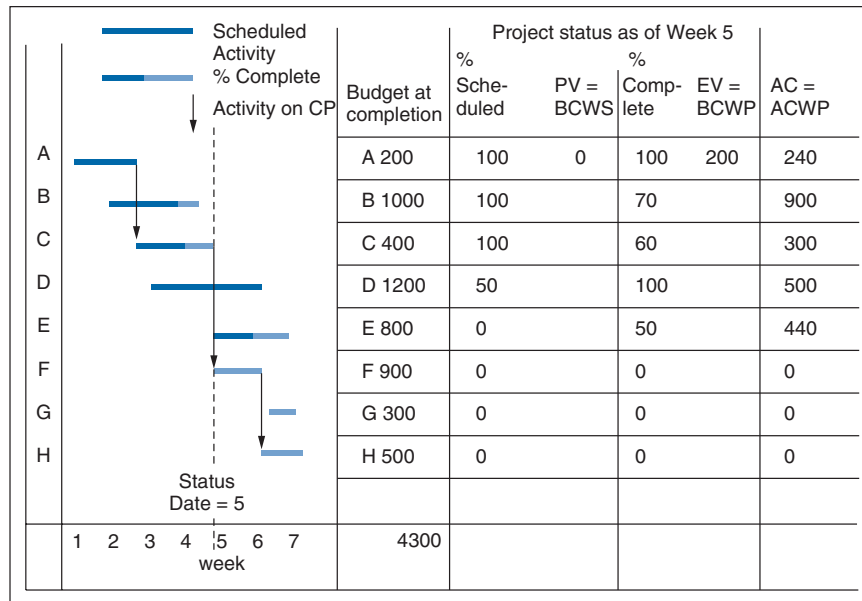 Scheduled
Activity
% Complete
Activity on CP
Project status as of Week 5
Budget at
completion
%
Sche-
duled
PV =
BCWS
%
Comp-
lete
EV =
BCWP
AC =
ACWP
A A 200 100 0 100 200 240
B B 1000 100 70 900
C C 400 100 60 300
D D 1200 50 100 500
E E 800 0 50 440
F F 900 0 0 0
G G 300 0 0 0
H H 500 0 0 0
Status
Date = 5
1 2 3 4 5 6 7 4300
week